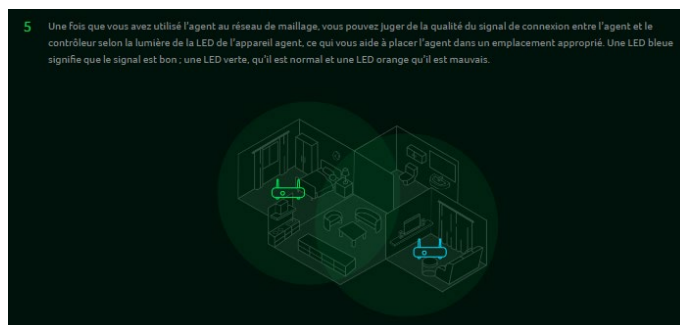 5 Une fois que vous avez utilisé l'agent au réseau de maillage, vous pouvez juger de la qualité du signal de connexion entre l'agent et le
contrôleur selon la lumière de la LED de l'appareil agent, ce qui vous aide à placer l'agent dans un emplacement approprié. Une LED bleue
signifie que le signal est bon ; une LED verte, qu'il est normal et une LED orange qu'il est mauvais.